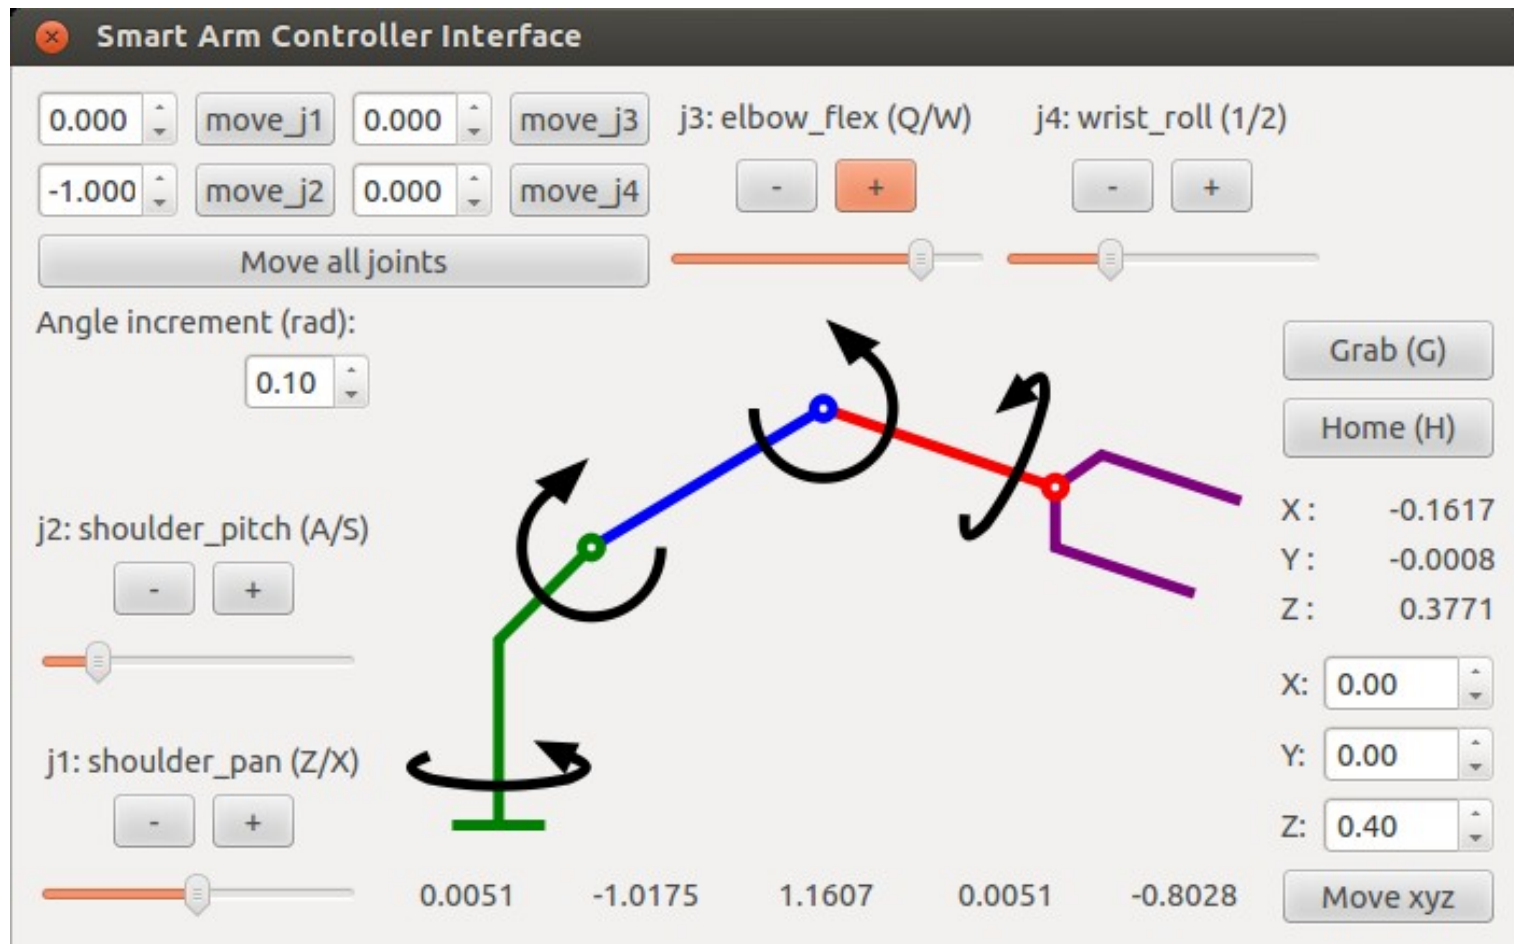 Smart Arm Controller Interface
0.000 move_j1 0.000 move_j3
j3: elbow_flex (Q/W) j4: wrist_roll (1/2)
-1.000 move_j2 0.000 move_j4
- + - +
Move all joints
Angle increment (rad):
0.10
Grab (G)
Home (H)
j2: shoulder_pitch (A/S)
- +
X : -0.1617
Y : -0.0008
Z : 0.3771
X: 0.00
j1: shoulder_pan (Z/X)
Y: 0.00
- +
Z: 0.40
0.0051 -1.0175 1.1607 0.0051 -0.8028
Move xyz